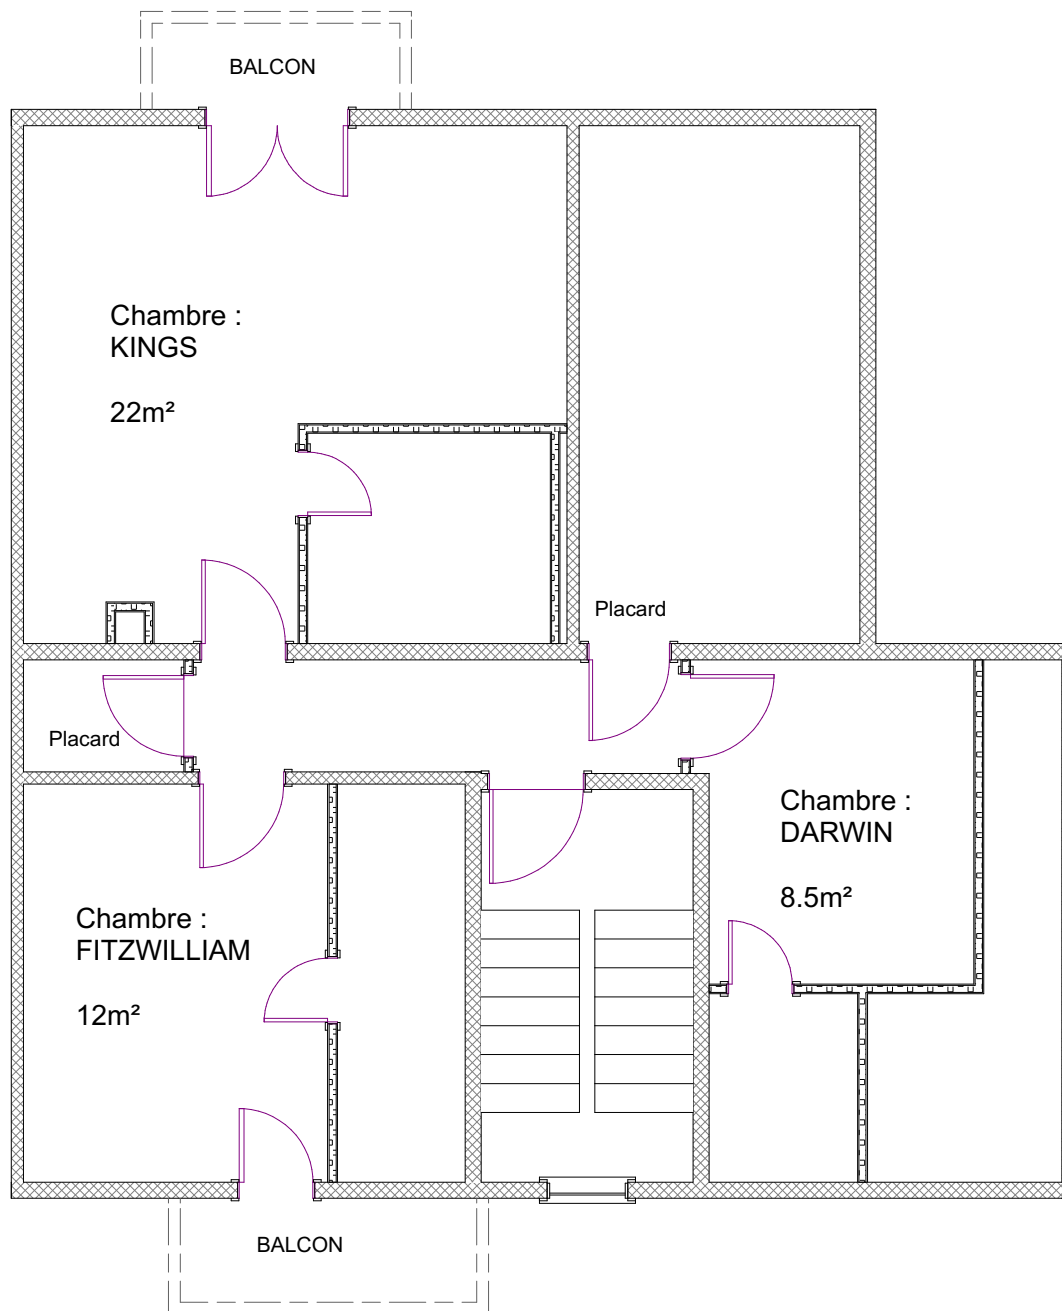 BALCON
Chambre :
KINGS
22m²
Placard
Placard
Chambre :
DARWIN
8.5m²
Chambre :
FITZWILLIAM
12m²
BALCON